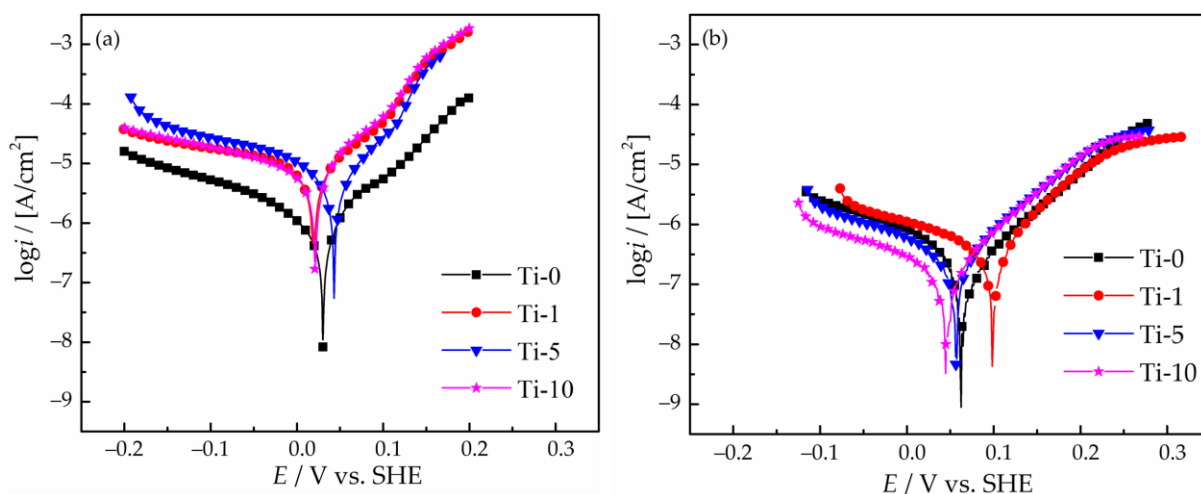 (a)
−3
−4
−5
−6
−7
−8
−9
logi / [A/cm²]
−0.2
−0.1
0.0
0.1
0.2
0.3
E / V vs. SHE
Ti-0
Ti-1
Ti-5
Ti-10
(b)
−3
−4
−5
−6
−7
−8
−9
logi / [A/cm²]
−0.2
−0.1
0.0
0.1
0.2
0.3
E / V vs. SHE
Ti-0
Ti-1
Ti-5
Ti-10